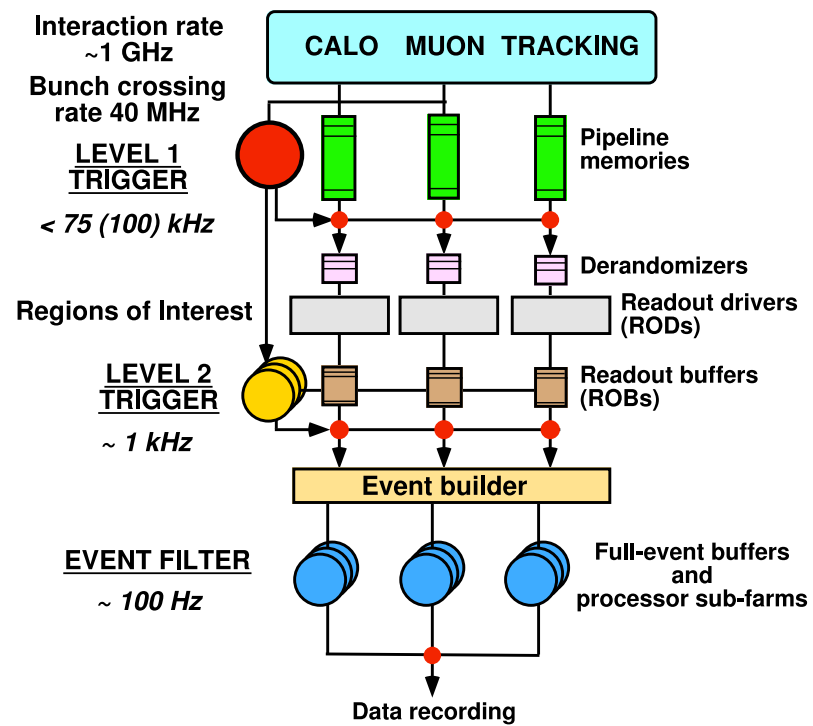 Interaction rate
~1 GHz
CALO MUON TRACKING
Bunch crossing
rate 40 MHz
LEVEL 1
TRIGGER
Pipeline
memories
< 75 (100) kHz
Derandomizers
Regions of Interest
Readout drivers
(RODs)
LEVEL 2
TRIGGER
Readout buffers
(ROBs)
~ 1 kHz
Event builder
EVENT FILTER
~ 100 Hz
Full-event buffers
and
processor sub-farms
Data recording